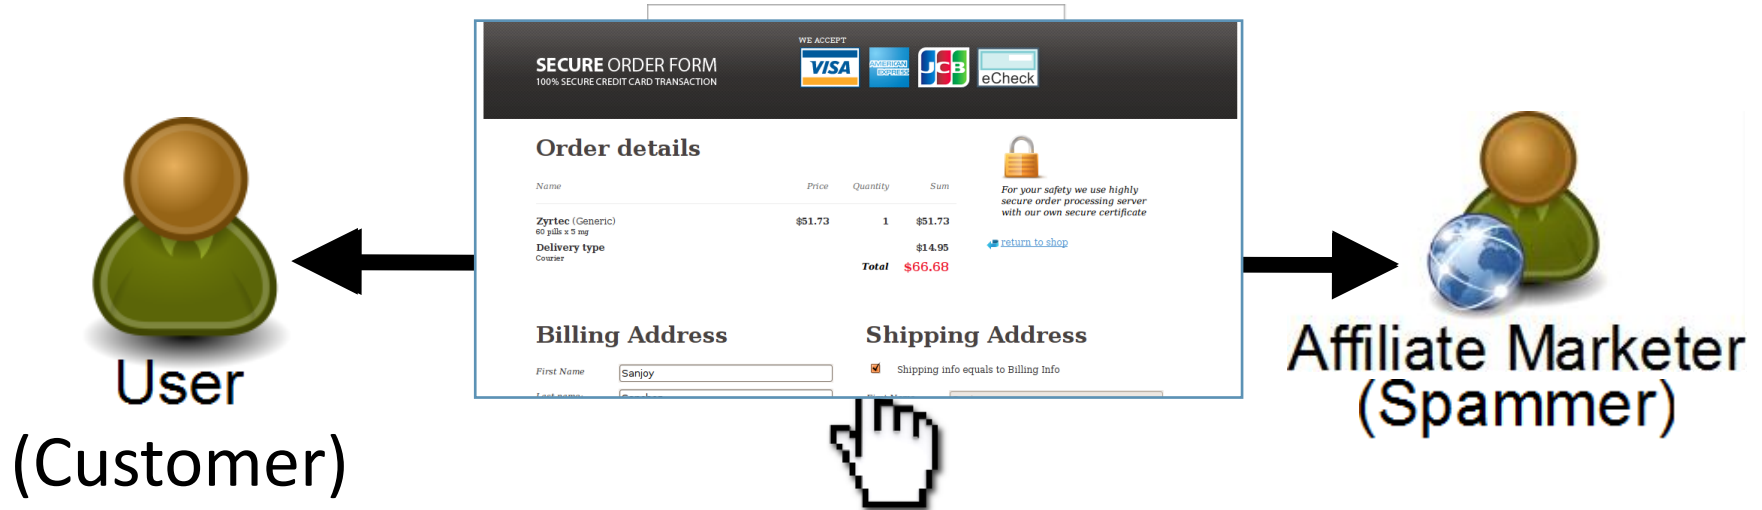 WE ACCEPT
SECURE ORDER FORM
100% SECURE CREDIT CARD TRANSACTION
VISA
AMERICAN
EXPRESS
JCB
eCheck
Order details
Name Price Quantity Sum
Zyrtec (Generic) $51.73 1 $51.73
60 pills x 5 mg
Delivery type $14.95
Courier
Total $66.68
For your safety we use highly
secure order processing server
with our own secure certificate
return to shop
Billing Address
First Name Sanjoy
Shipping Address
Shipping info equals to Billing Info
User
(Customer)
Affiliate Marketer
(Spammer)